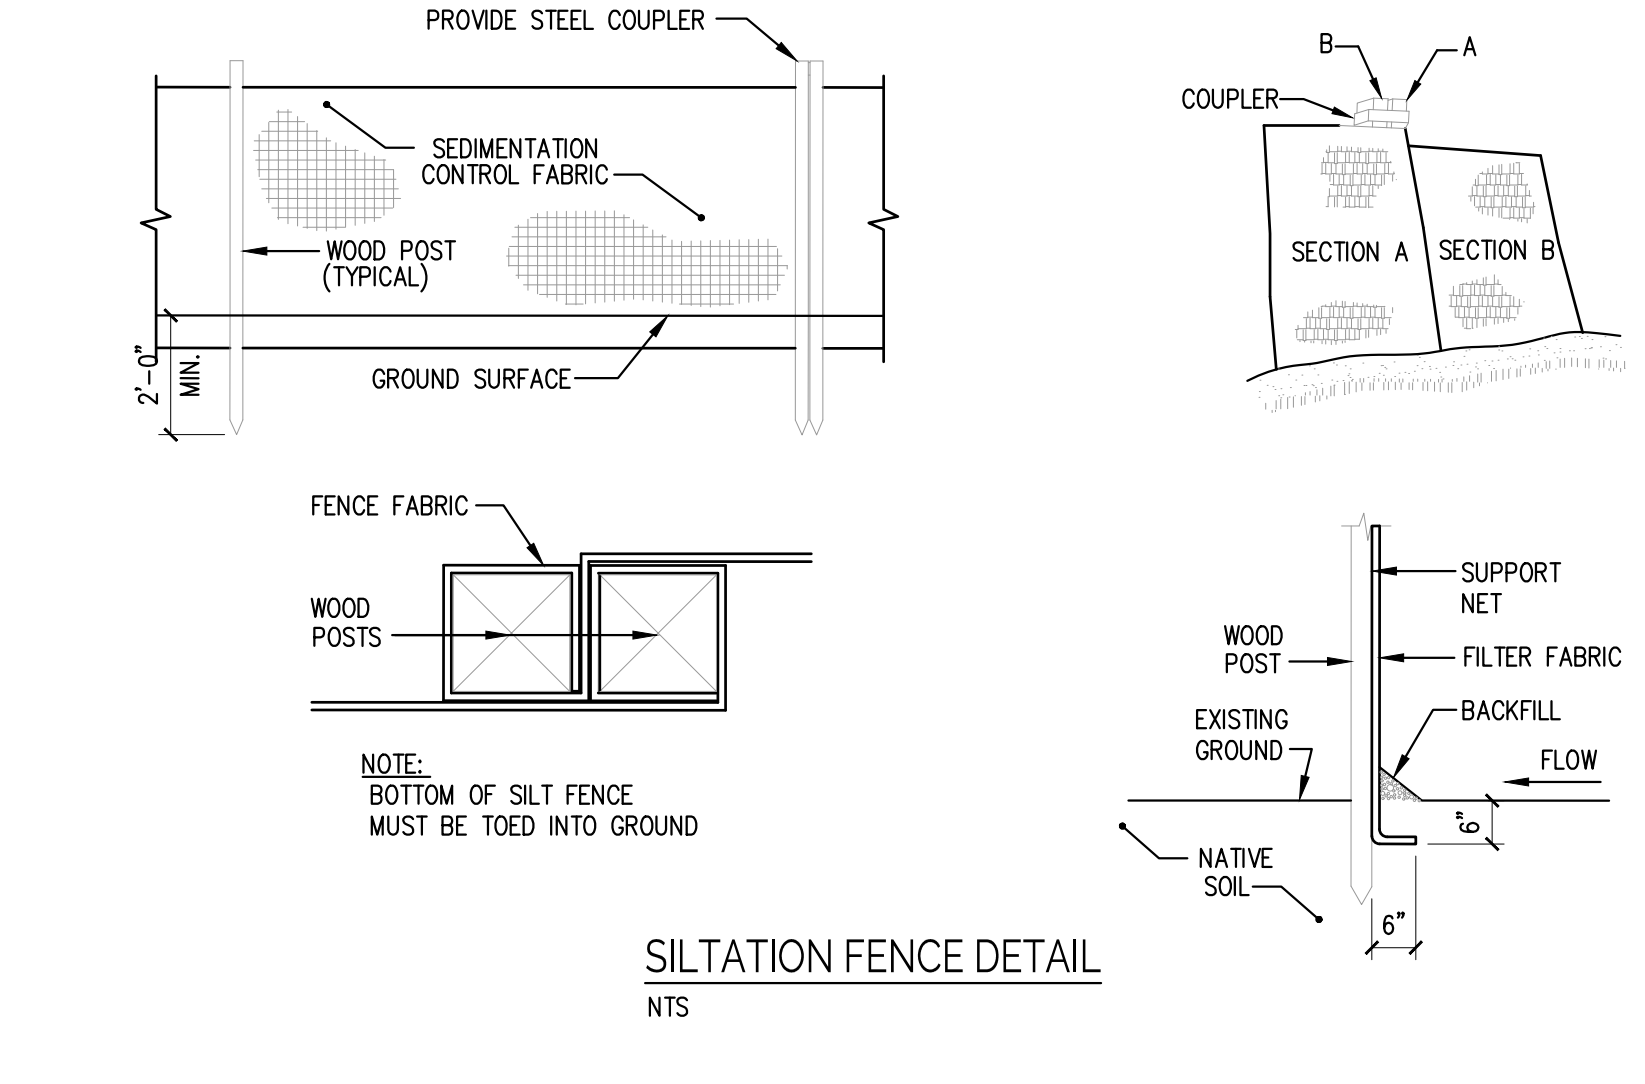 PROVIDE STEEL COUPLER
SEDIMENTATION
CONTROL FABRIC
WOOD POST
(TYPICAL)
2'-0"
MIN.
GROUND SURFACE
B
A
COUPLER
SECTION A
SECTION B
FENCE FABRIC
WOOD
POSTS
NOTE:
BOTTOM OF SILT FENCE
MUST BE TOED INTO GROUND
SUPPORT
NET
WOOD
POST
FILTER FABRIC
BACKFILL
EXISTING
GROUND
FLOW
6"
NATIVE
SOIL
6"
SILTATION FENCE DETAIL
NTS